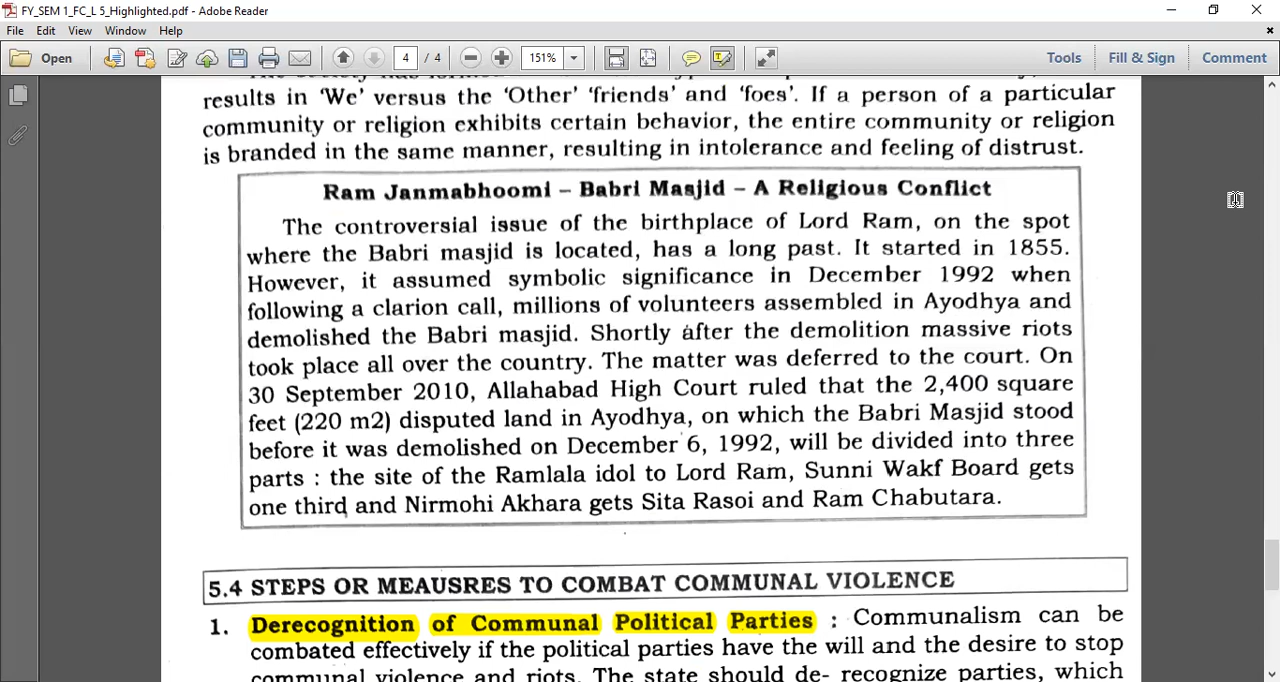 FY_SEM 1_FC_L 5_Highlighted.pdf - Adobe Reader
File Edit View Window Help
Open 4 / 4 151% Tools Fill & Sign Comment
results in 'We' versus the 'Other' 'friends' and 'foes'. If a person of a particular
community or religion exhibits certain behavior, the entire community or religion
is branded in the same manner, resulting in intolerance and feeling of distrust.
Ram Janmabhoomi – Babri Masjid – A Religious Conflict
The controversial issue of the birthplace of Lord Ram, on the spot
where the Babri masjid is located, has a long past. It started in 1855.
However, it assumed symbolic significance in December 1992 when
following a clarion call, millions of volunteers assembled in Ayodhya and
demolished the Babri masjid. Shortly after the demolition massive riots
took place all over the country. The matter was deferred to the court. On
30 September 2010, Allahabad High Court ruled that the 2,400 square
feet (220 m2) disputed land in Ayodhya, on which the Babri Masjid stood
before it was demolished on December 6, 1992, will be divided into three
parts : the site of the Ramlala idol to Lord Ram, Sunni Wakf Board gets
one third and Nirmohi Akhara gets Sita Rasoi and Ram Chabutara.
5.4 STEPS OR MEAUSRES TO COMBAT COMMUNAL VIOLENCE
1. Derecognition of Communal Political Parties : Communalism can be
combated effectively if the political parties have the will and the desire to stop
communal violence and riots. The state should de- recognize parties, which